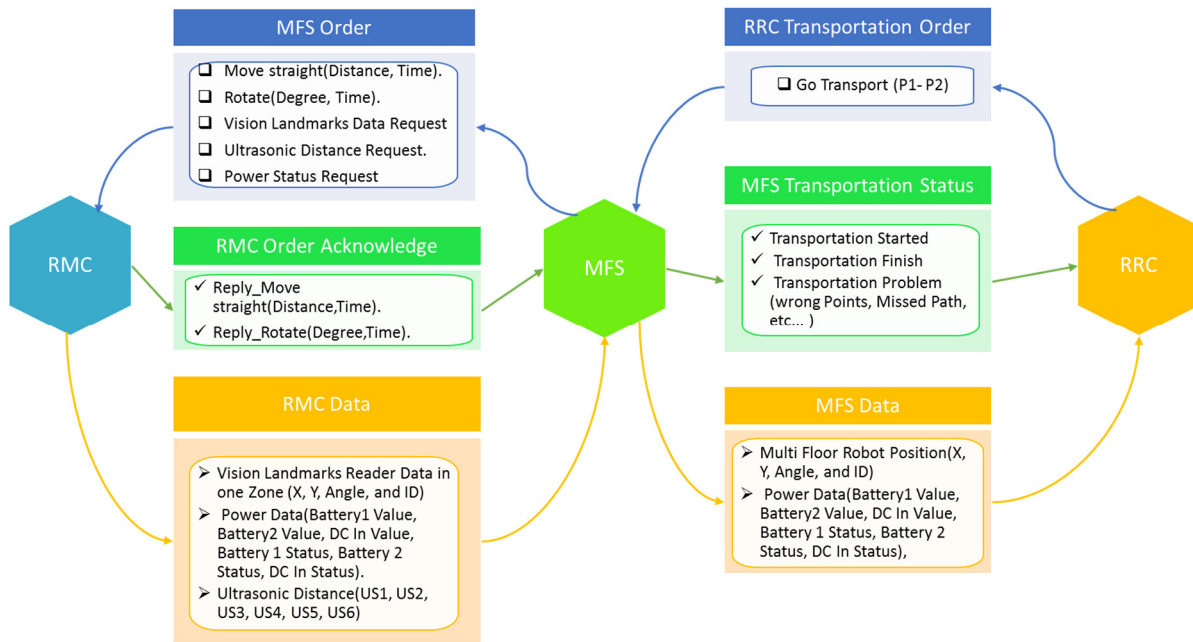 MFS Order
Move straight(Distance, Time).
Rotate(Degree, Time).
Vision Landmarks Data Request
Ultrasonic Distance Request.
Power Status Request
RRC Transportation Order
Go Transport (P1- P2)
RMC
RMC Order Acknowledge
Reply_Move
straight(Distance,Time).
Reply_Rotate(Degree,Time).
MFS
MFS Transportation Status
Transportation Started
Transportation Finish
Transportation Problem
(wrong Points, Missed Path,
etc... )
RRC
RMC Data
Vision Landmarks Reader Data in
one Zone (X, Y, Angle, and ID)
Power Data(Battery1 Value,
Battery2 Value, DC In Value,
Battery 1 Status, Battery 2
Status, DC In Status).
Ultrasonic Distance(US1, US2,
US3, US4, US5, US6)
MFS Data
Multi Floor Robot Position(X,
Y, Angle, and ID)
Power Data(Battery1 Value,
Battery2 Value, DC In Value,
Battery 1 Status, Battery 2
Status, DC In Status),